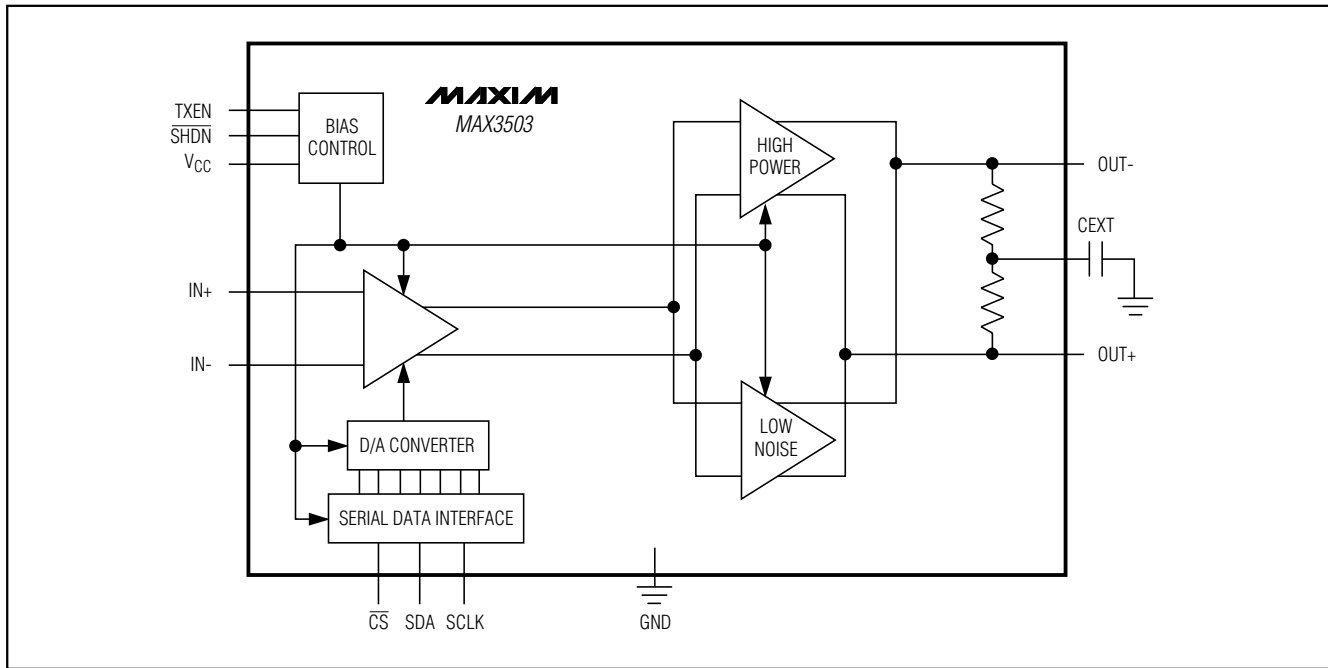 MAXIM
MAX3503
TXEN
SHDN
VCC
BIAS
CONTROL
HIGH
POWER
OUT-
CEXT
IN+
IN-
OUT+
D/A CONVERTER
LOW
NOISE
SERIAL DATA INTERFACE
CS
SDA
SCLK
GND